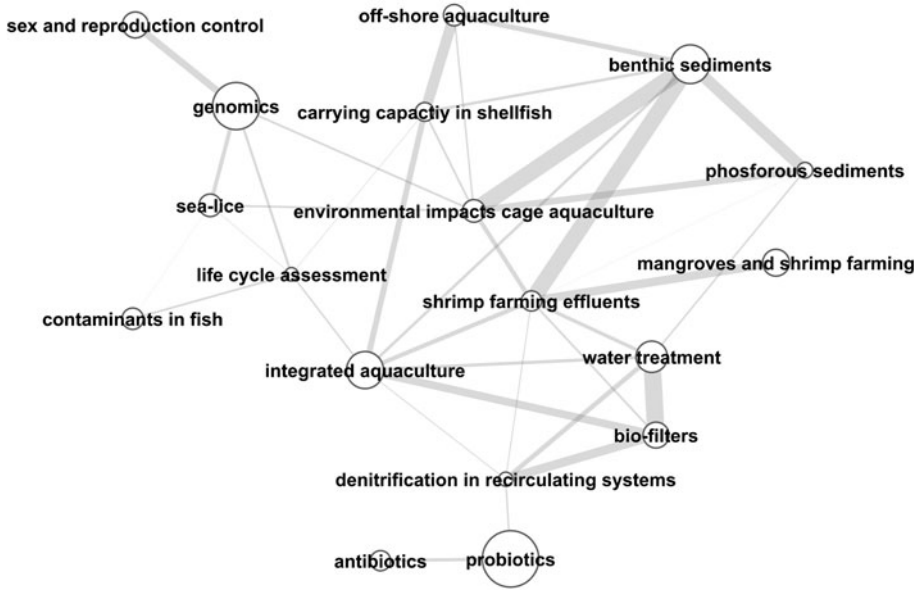 off-shore aquaculture
sex and reproduction control
benthic sediments
genomics
carrying capactiy in shellfish
phosforous sediments
sea-lice
environmental impacts cage aquaculture
mangroves and shrimp farming
life cycle assessment
shrimp farming effluents
contaminants in fish
water treatment
integrated aquaculture
bio-filters
denitrification in recirculating systems
antibiotics
probiotics